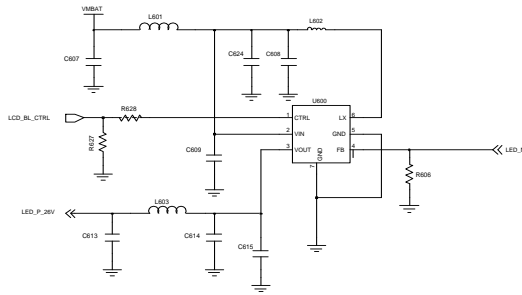 VMBAT
L601
L602
C607
C624
C608
U600
R628
LCD_BL_CTRL
1 CTRL LX 6
2 VIN GND 5
3 VOUT FB 4
GND
7
R627
C609
R606
L603
LED_P_26V
C613
C614
C615